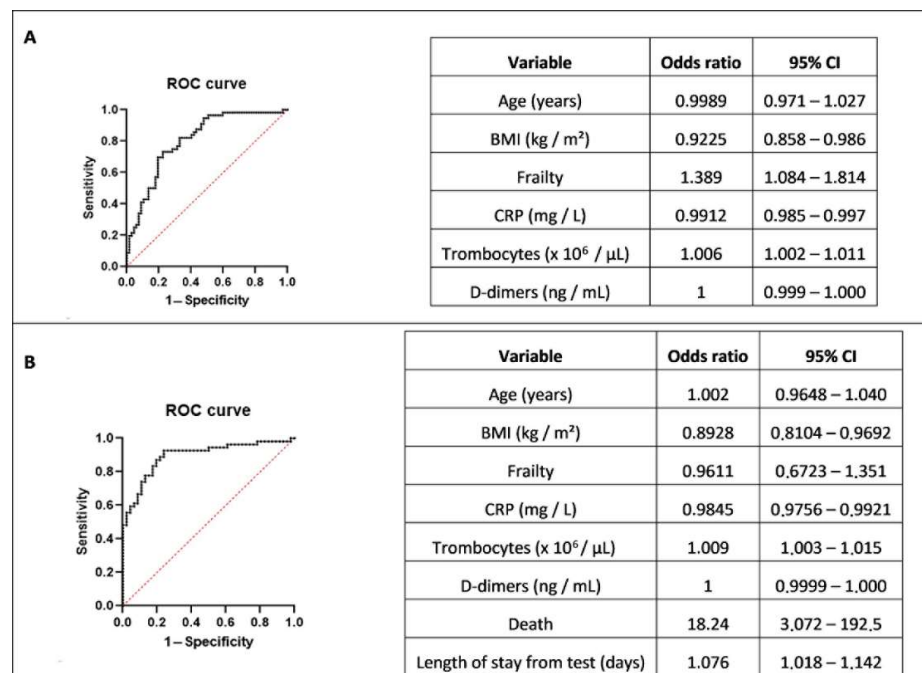 A
ROC curve
1.0
0.8
0.6
0.4
0.2
0.0
Sensitivity
0.0 0.2 0.4 0.6 0.8 1.0
1−Specificity
Variable Odds ratio 95% CI
Age (years) 0.9989 0.971 – 1.027
BMI (kg / m²) 0.9225 0.858 – 0.986
Frailty 1.389 1.084 – 1.814
CRP (mg / L) 0.9912 0.985 – 0.997
Trombocytes (x 10⁶ / µL) 1.006 1.002 – 1.011
D-dimers (ng / mL) 1 0.999 – 1.000
B
ROC curve
1.0
0.8
0.6
0.4
0.2
0.0
Sensitivity
0.0 0.2 0.4 0.6 0.8 1.0
1−Specificity
Variable Odds ratio 95% CI
Age (years) 1.002 0.9648 – 1.040
BMI (kg / m²) 0.8928 0.8104 – 0.9692
Frailty 0.9611 0.6723 – 1.351
CRP (mg / L) 0.9845 0.9756 – 0.9921
Trombocytes (x 10⁶ / µL) 1.009 1.003 – 1.015
D-dimers (ng / mL) 1 0.9999 – 1.000
Death 18.24 3.072 – 192.5
Length of stay from test (days) 1.076 1.018 – 1.142